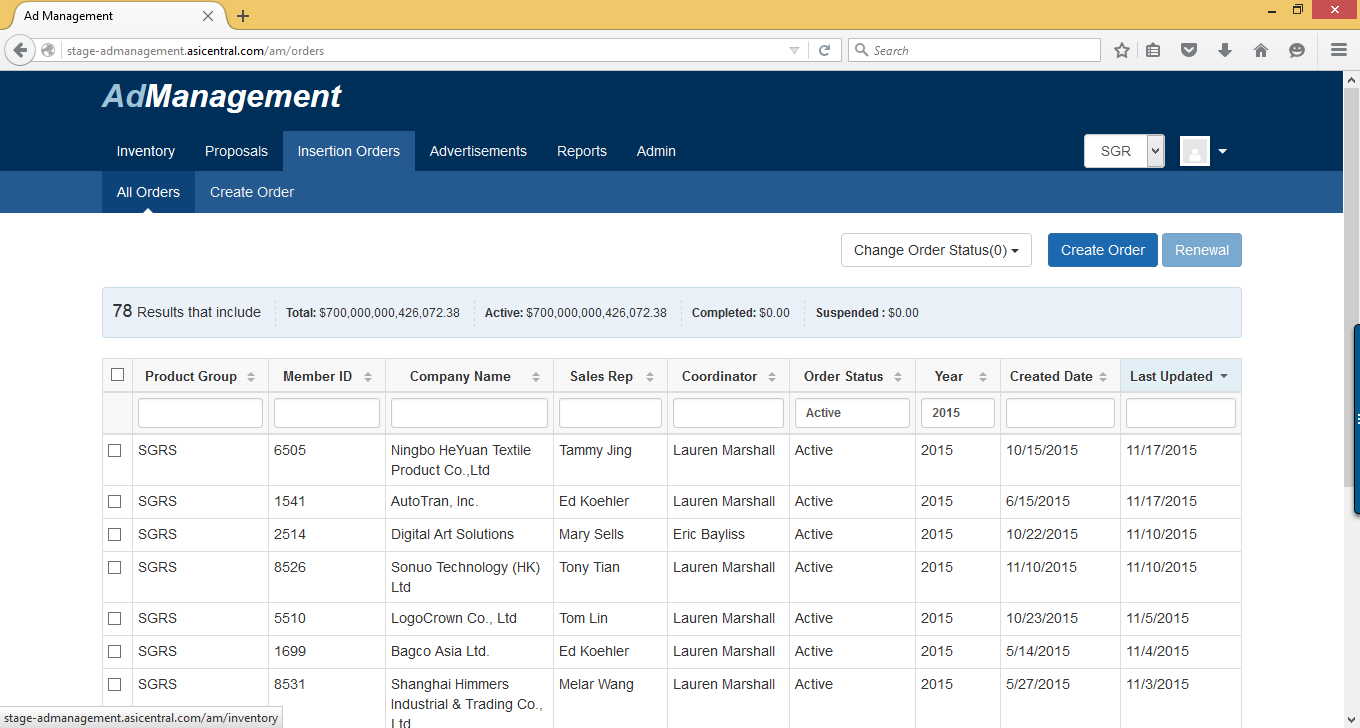 Ad Management
stage-admanagement.asicentral.com/am/orders
Search
AdManagement
Inventory Proposals Insertion Orders Advertisements Reports Admin SGR
All Orders Create Order
Change Order Status(0) Create Order Renewal
78 Results that include Total: $700,000,000,426,072.38 Active: $700,000,000,426,072.38 Completed: $0.00 Suspended : $0.00
Product Group Member ID Company Name Sales Rep Coordinator Order Status Year Created Date Last Updated
Active 2015
SGRS 6505 Ningbo HeYuan Textile Tammy Jing Lauren Marshall Active 2015 10/15/2015 11/17/2015
Product Co.,Ltd
SGRS 1541 AutoTran, Inc. Ed Koehler Lauren Marshall Active 2015 6/15/2015 11/17/2015
SGRS 2514 Digital Art Solutions Mary Sells Eric Bayliss Active 2015 10/22/2015 11/10/2015
SGRS 8526 Sonuo Technology (HK) Tony Tian Lauren Marshall Active 2015 11/10/2015 11/10/2015
Ltd
SGRS 5510 LogoCrown Co., Ltd Tom Lin Lauren Marshall Active 2015 10/23/2015 11/5/2015
SGRS 1699 Bagco Asia Ltd. Ed Koehler Lauren Marshall Active 2015 5/14/2015 11/4/2015
SGRS 8531 Shanghai Himmers Melar Wang Lauren Marshall Active 2015 5/27/2015 11/3/2015
Industrial & Trading Co.,
Ltd
stage-admanagement.asicentral.com/am/inventory